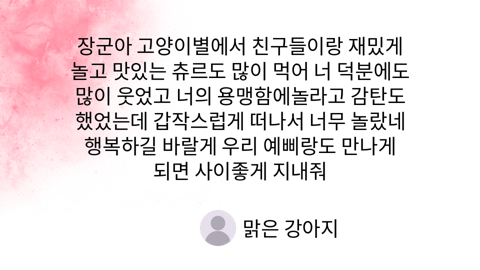 장군아 고양이별에서 친구들이랑 재밌게
놀고 맛있는 츄르도 많이 먹어 너 덕분에도
많이 웃었고 너의 용맹함에놀라고 감탄도
했었는데 갑작스럽게 떠나서 너무 놀랐네
행복하길 바랄게 우리 예삐랑도 만나게
되면 사이좋게 지내줘
맑은 강아지